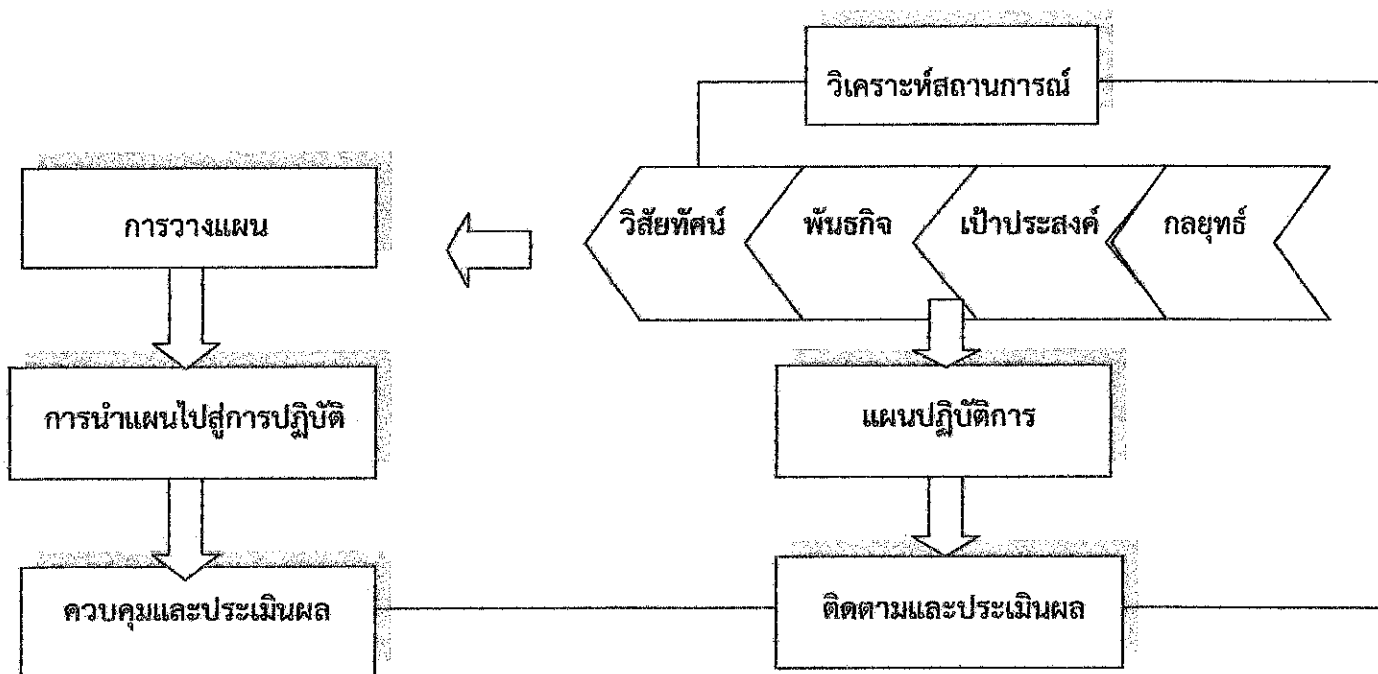 วิเคราะห์สถานการณ์
การวางแผน
วิสัยทัศน์
พันธกิจ
เป้าประสงค์
กลยุทธ์
การนำแผนไปสู่การปฏิบัติ
แผนปฏิบัติการ
ควบคุมและประเมินผล
ติดตามและประเมินผล